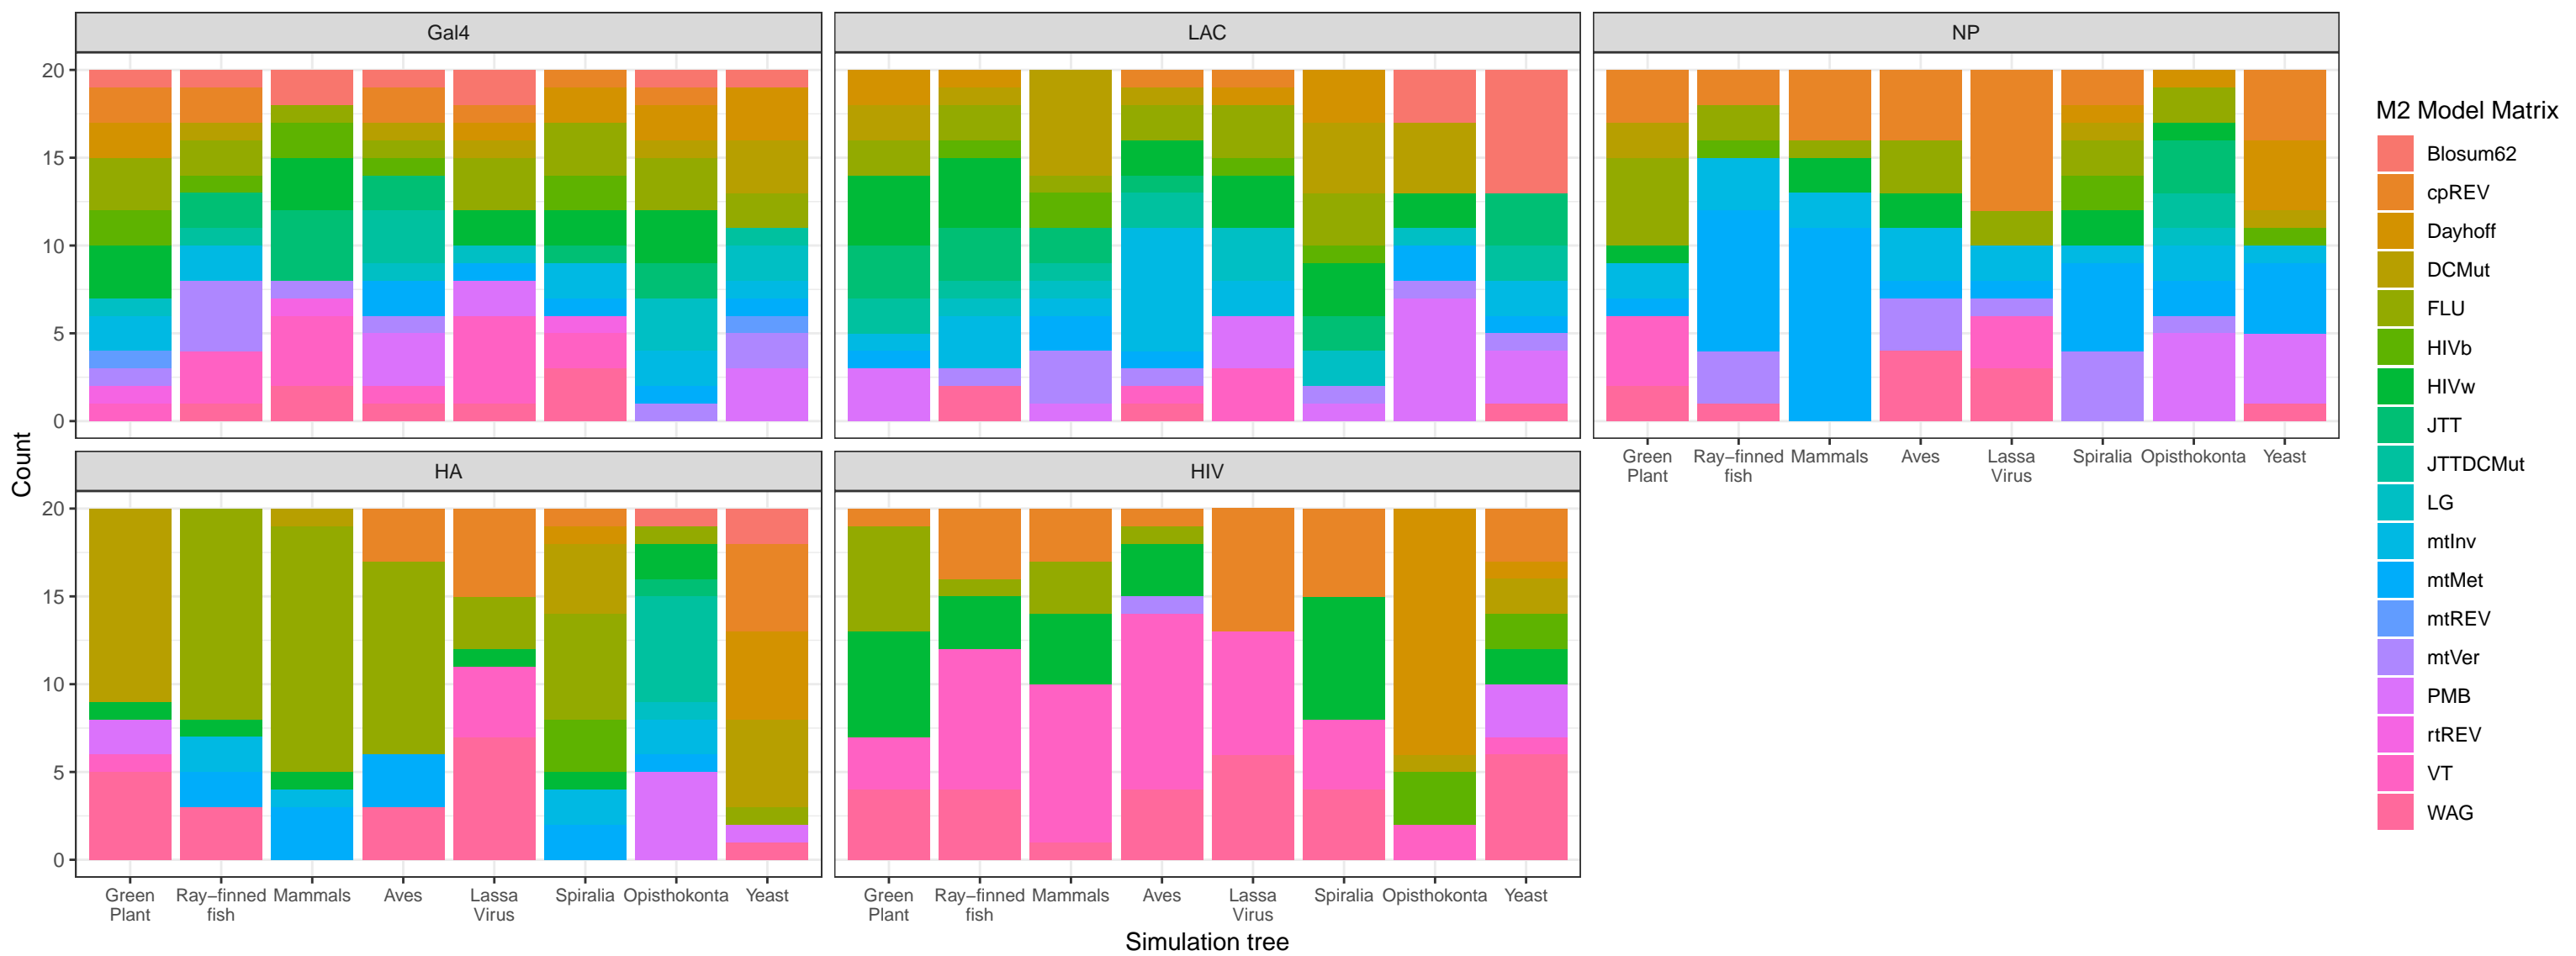 Gal4
LAC
NP
20
15
10
5
0
Green
Plant
Ray−finned
fish
Mammals
Aves
Lassa
Virus
Spiralia
Opisthokonta
Yeast
HA
HIV
20
15
10
5
0
Green
Plant
Ray−finned
fish
Mammals
Aves
Lassa
Virus
Spiralia
Opisthokonta
Yeast
Green
Plant
Ray−finned
fish
Mammals
Aves
Lassa
Virus
Spiralia
Opisthokonta
Yeast
Count
Simulation tree
M2 Model Matrix
Blosum62
cpREV
Dayhoff
DCMut
FLU
HIVb
HIVw
JTT
JTTDCMut
LG
mtInv
mtMet
mtREV
mtVer
PMB
rtREV
VT
WAG